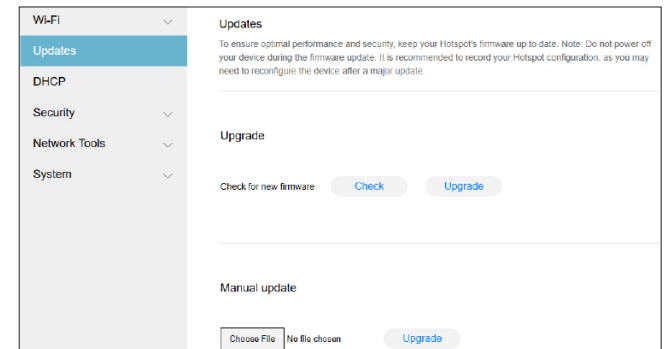 Wi-Fi
Updates
DHCP
Security
Network Tools
System
Updates
To ensure optimal performance and security, keep your Hotspot's firmware up to date. Note: Do not power off
your device during the firmware update. It is recommended to record your Hotspot configuration, as you may
need to reconfigure the device after a major update.
Upgrade
Check for new firmware Check Upgrade
Manual update
Choose File No file chosen Upgrade